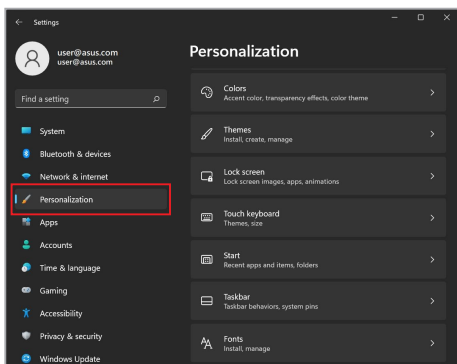 Settings
user@asus.com
user@asus.com
Find a setting
System
Bluetooth & devices
Network & internet
Personalization
Apps
Accounts
Time & language
Gaming
Accessibility
Privacy & security
Windows Update
Personalization
Colors
Accent color, transparency effects, color theme
Themes
Install, create, manage
Lock screen
Lock screen images, apps, animations
Touch keyboard
Themes, size
Start
Recent apps and items, folders
Taskbar
Taskbar behaviors, system pins
Fonts
Install, manage